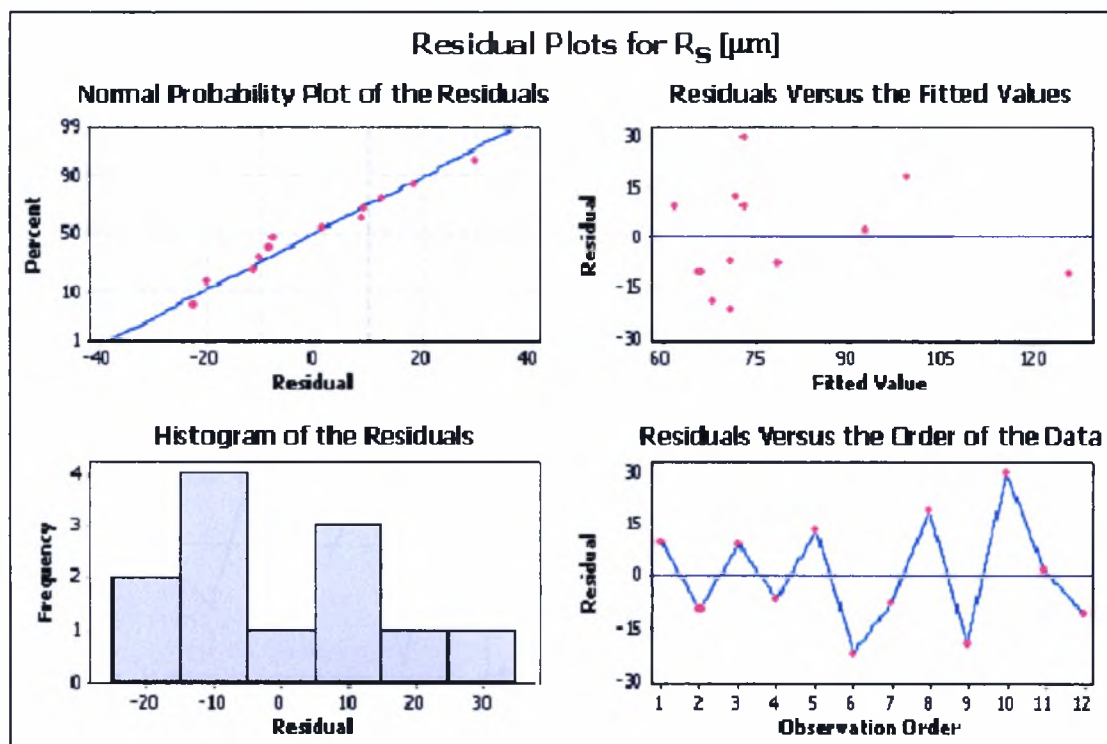 Residual Plots for Rs [µm]
Normal Probability Plot of the Residuals
99
90
50
10
1
Percent
-40 -20 0 20 40
Residual
Residuals Versus the Fitted Values
30
15
0
-15
-30
Residual
60 75 90 105 120
Fitted Value
Histogram of the Residuals
4
3
2
1
0
Frequency
-20 -10 0 10 20 30
Residual
Residuals Versus the Order of the Data
30
15
0
-15
-30
Residual
1 2 3 4 5 6 7 8 9 10 11 12
Observation Order